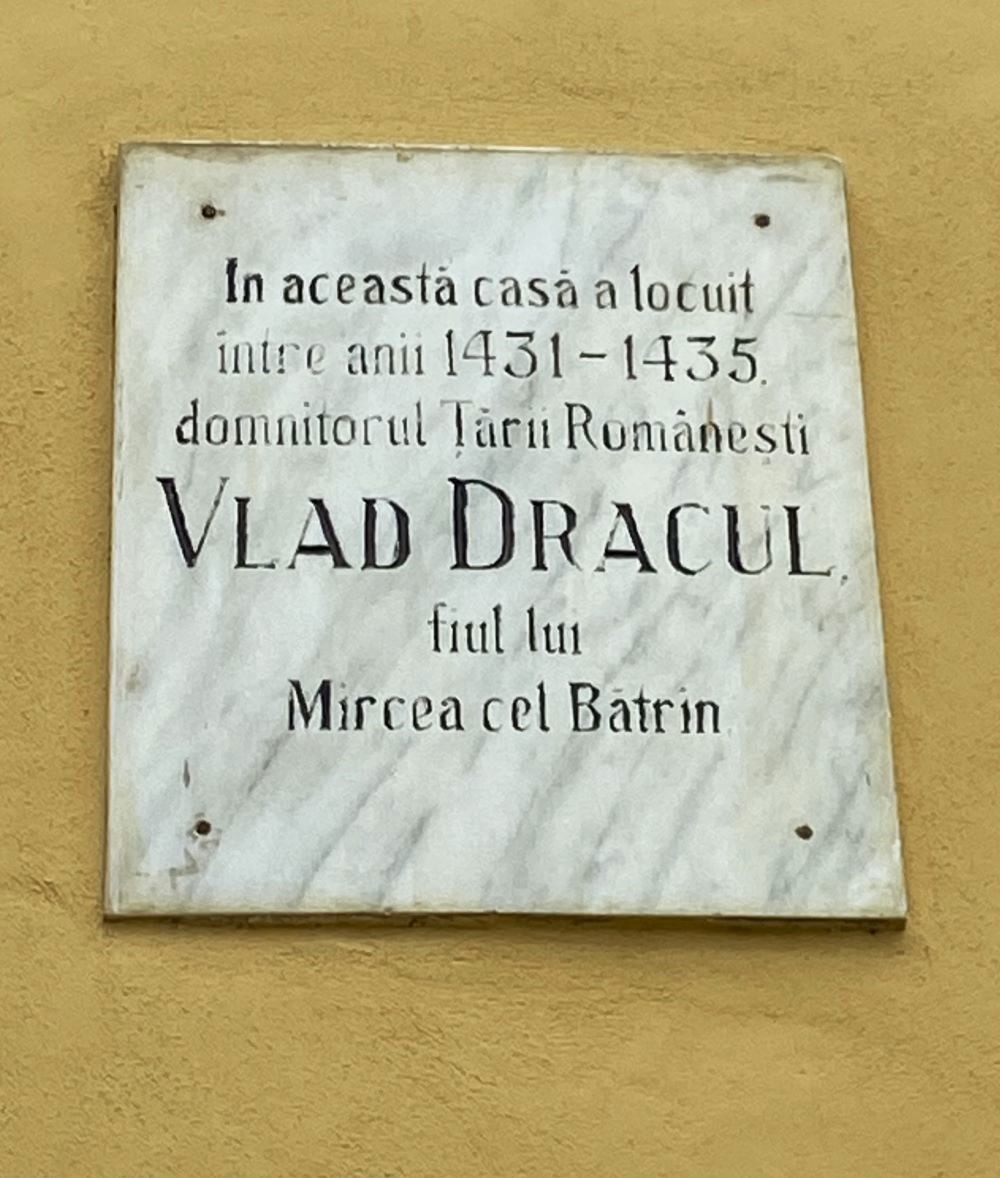 In această casă a locuit
între anii 1431-1435.
domnitorul Țării Românești
VLAD DRACUL,
fiul lui
Mircea cel Bătrîn